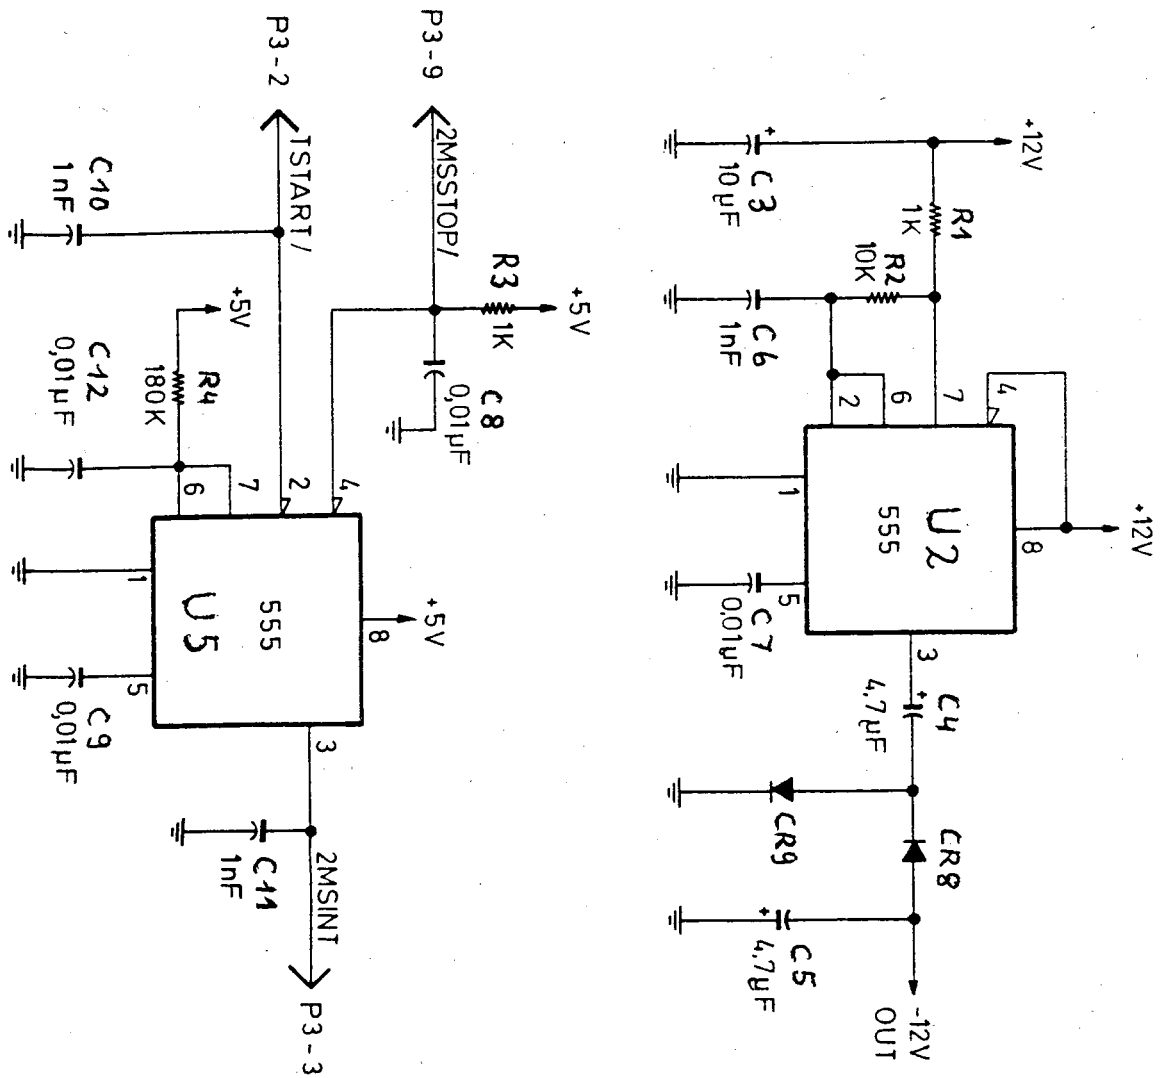 +12V
R1
1K
R2
10K
C3
10µF
+
C6
1nF
+12V
4
7
6
2
8
U2
555
1
5
3
C7
0,01µF
C4
4,7µF
+
CR9
CR8
C5
4,7µF
+
-12V
OUT
+5V
R3
1K
C8
0,01µF
P3-9
2MSSTOP/
P3-2
TSTART/
C10
1nF
+5V
R4
180K
C12
0,01µF
4
2
7
6
+5V
8
555
U5
1
5
3
C9
0,01µF
2MSINT
P3-3
C11
1nF